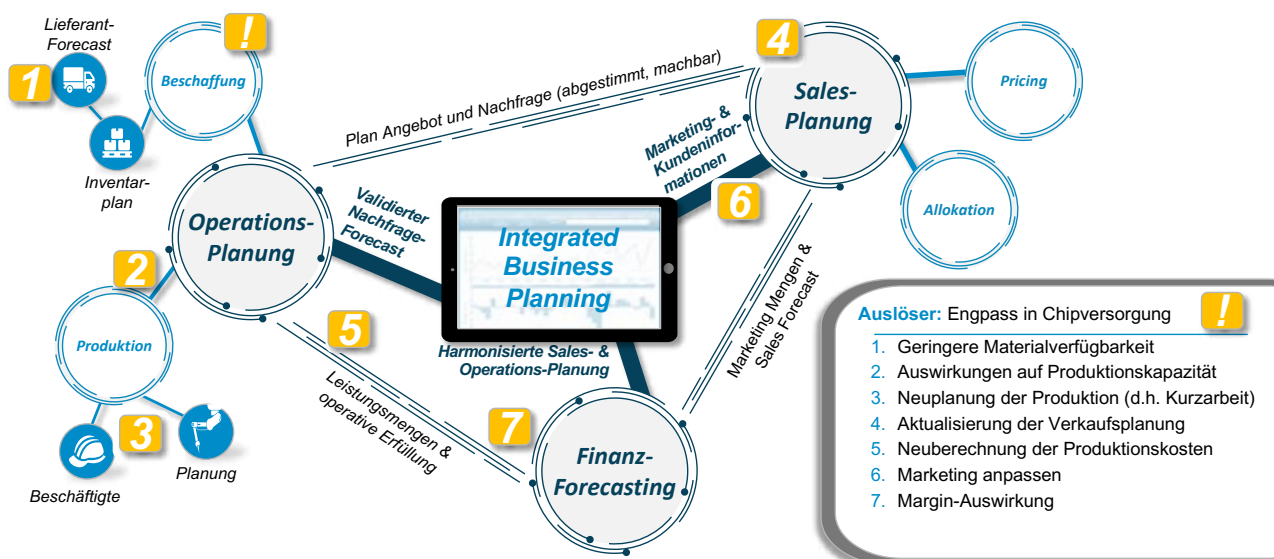 Lieferant-
Forecast
!
1
Beschaffung
Inventar-
plan
4
Sales-
Planung
Pricing
Allokation
Plan Angebot und Nachfrage (abgestimmt, machbar)
Marketing- &
Kundeninfor-
mationen
6
Operations-
Planung
Validierter
Nachfrage-
Forecast
Integrated
Business
Planning
2
Produktion
3
Beschäftigte
Planung
5
Leistungsmengen &
operative Erfüllung
Harmonisierte Sales- &
Operations-Planung
Marketing Mengen &
Sales Forecast
7
Finanz-
Forecasting
Auslöser: Engpass in Chipversorgung
!
1. Geringere Materialverfügbarkeit
2. Auswirkungen auf Produktionskapazität
3. Neuplanung der Produktion (d.h. Kurzarbeit)
4. Aktualisierung der Verkaufsplanung
5. Neuberechnung der Produktionskosten
6. Marketing anpassen
7. Margin-Auswirkung